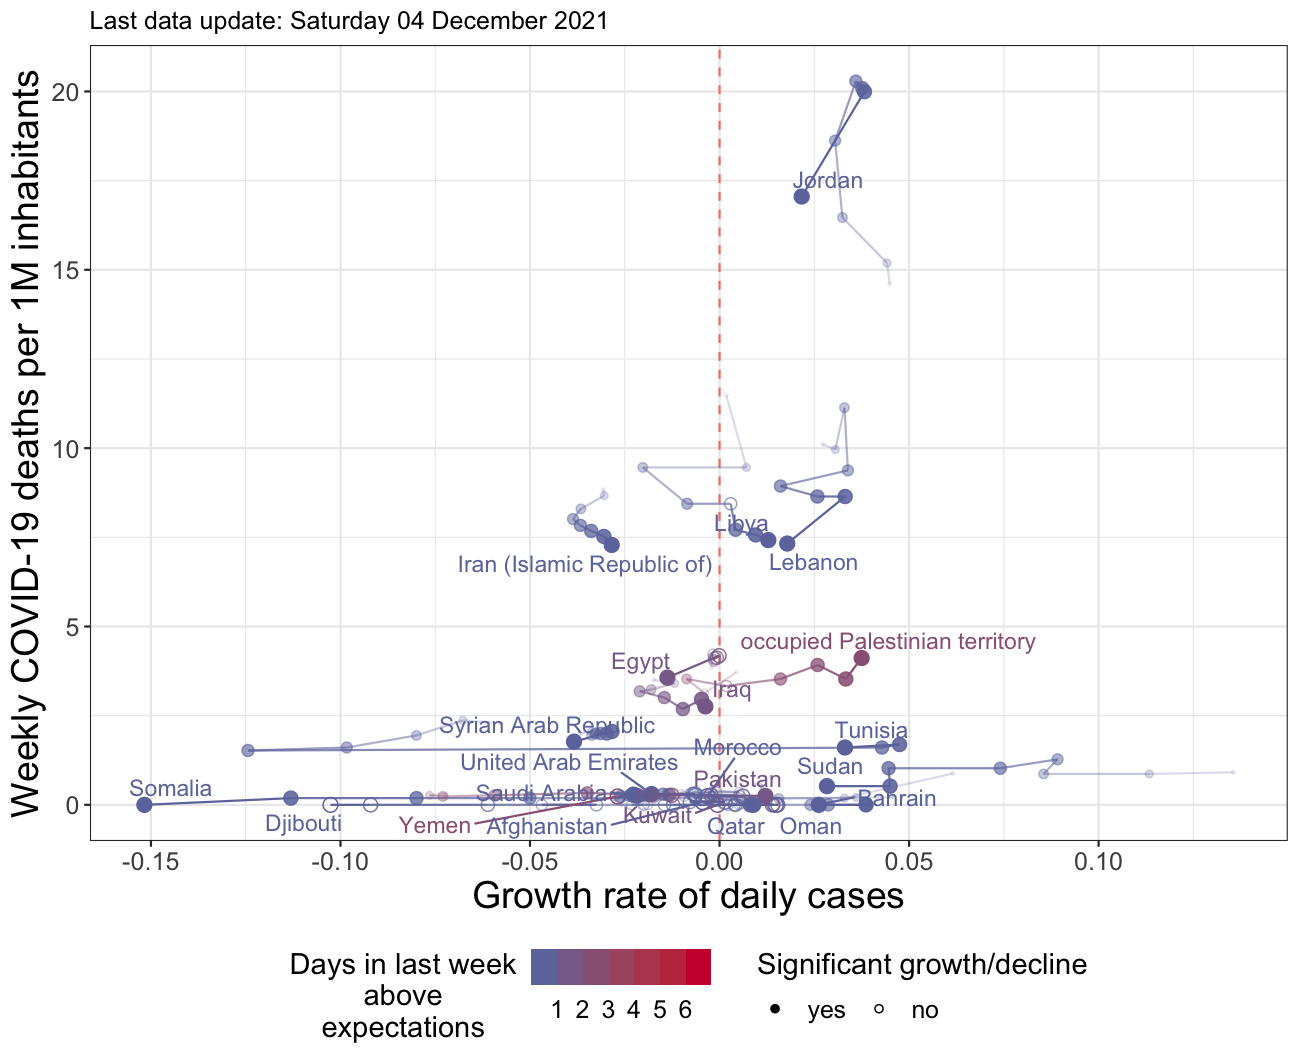 Last data update: Saturday 04 December 2021
Weekly COVID-19 deaths per 1M inhabitants
20
15
10
5
0
Jordan
Libya
Iran (Islamic Republic of)
Lebanon
occupied Palestinian territory
Egypt
Iraq
Syrian Arab Republic
Tunisia
Morocco
United Arab Emirates
Sudan
Pakistan
Somalia
Saudi Arabia
Bahrain
Kuwait
Djibouti
Yemen
Afghanistan
Qatar
Oman
-0.15
-0.10
-0.05
0.00
0.05
0.10
Growth rate of daily cases
Days in last week
above
expectations
1 2 3 4 5 6
Significant growth/decline
yes
no